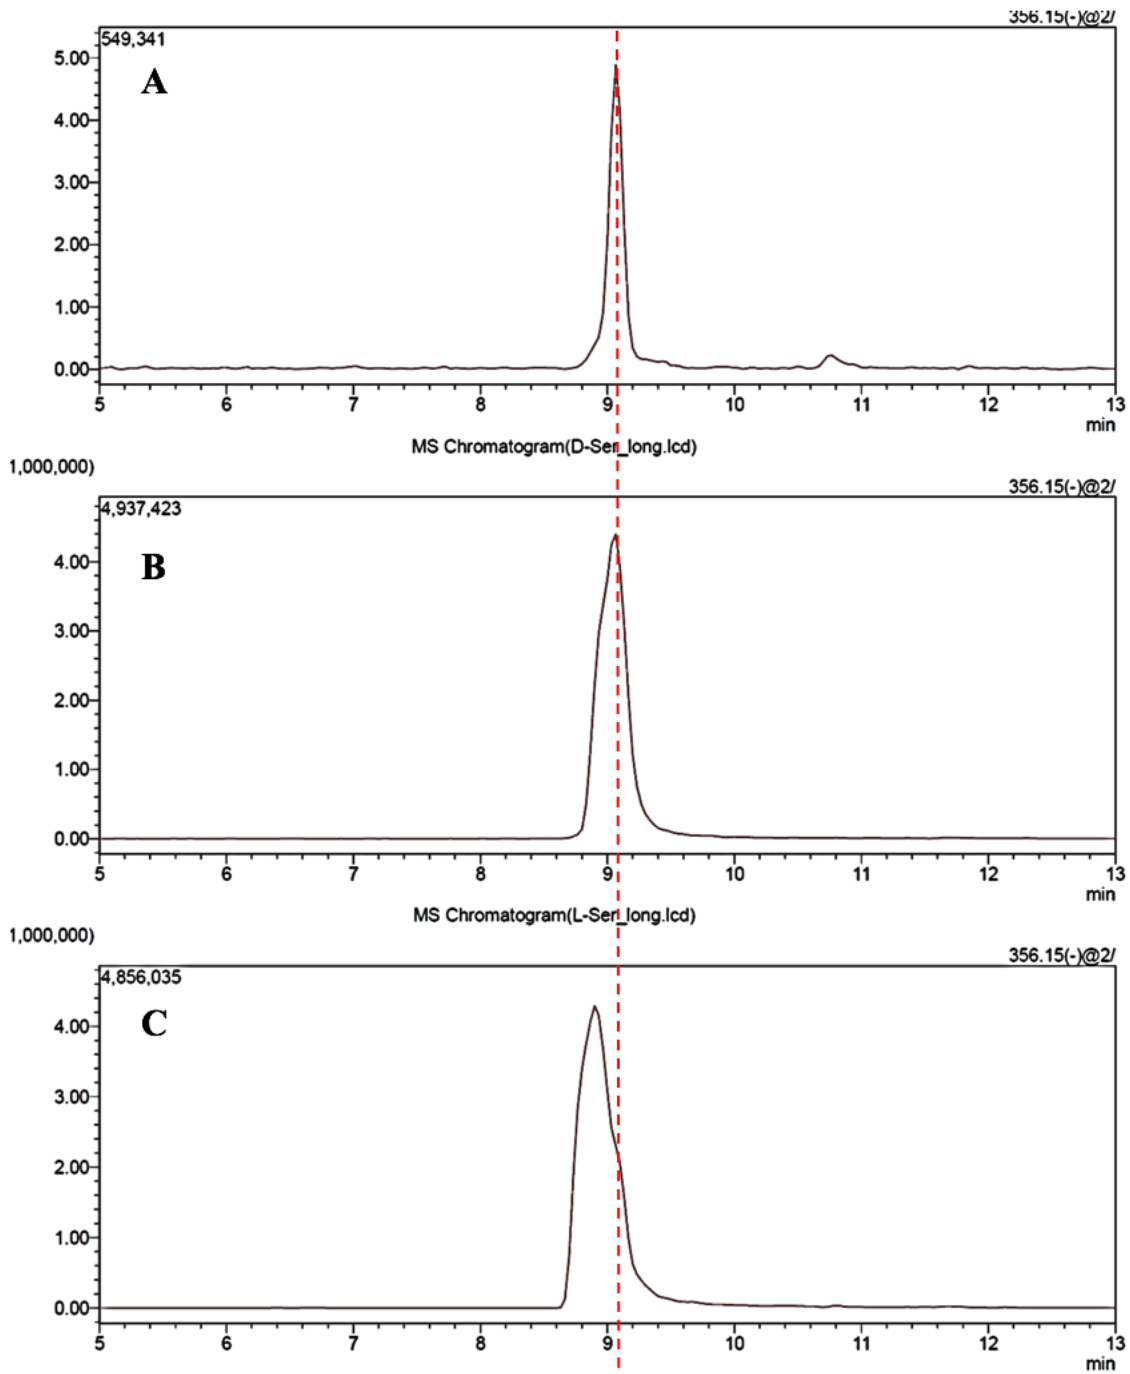 356.15(-)@2/
549,341
A
5.00
4.00
3.00
2.00
1.00
0.00
5 6 7 8 9 10 11 12 13
min
MS Chromatogram(D-Ser_long.lcd)
1,000,000)
356.15(-)@2/
4,937,423
B
4.00
3.00
2.00
1.00
0.00
5 6 7 8 9 10 11 12 13
min
MS Chromatogram(L-Ser_long.lcd)
1,000,000)
356.15(-)@2/
4,856,035
C
4.00
3.00
2.00
1.00
0.00
5 6 7 8 9 10 11 12 13
min